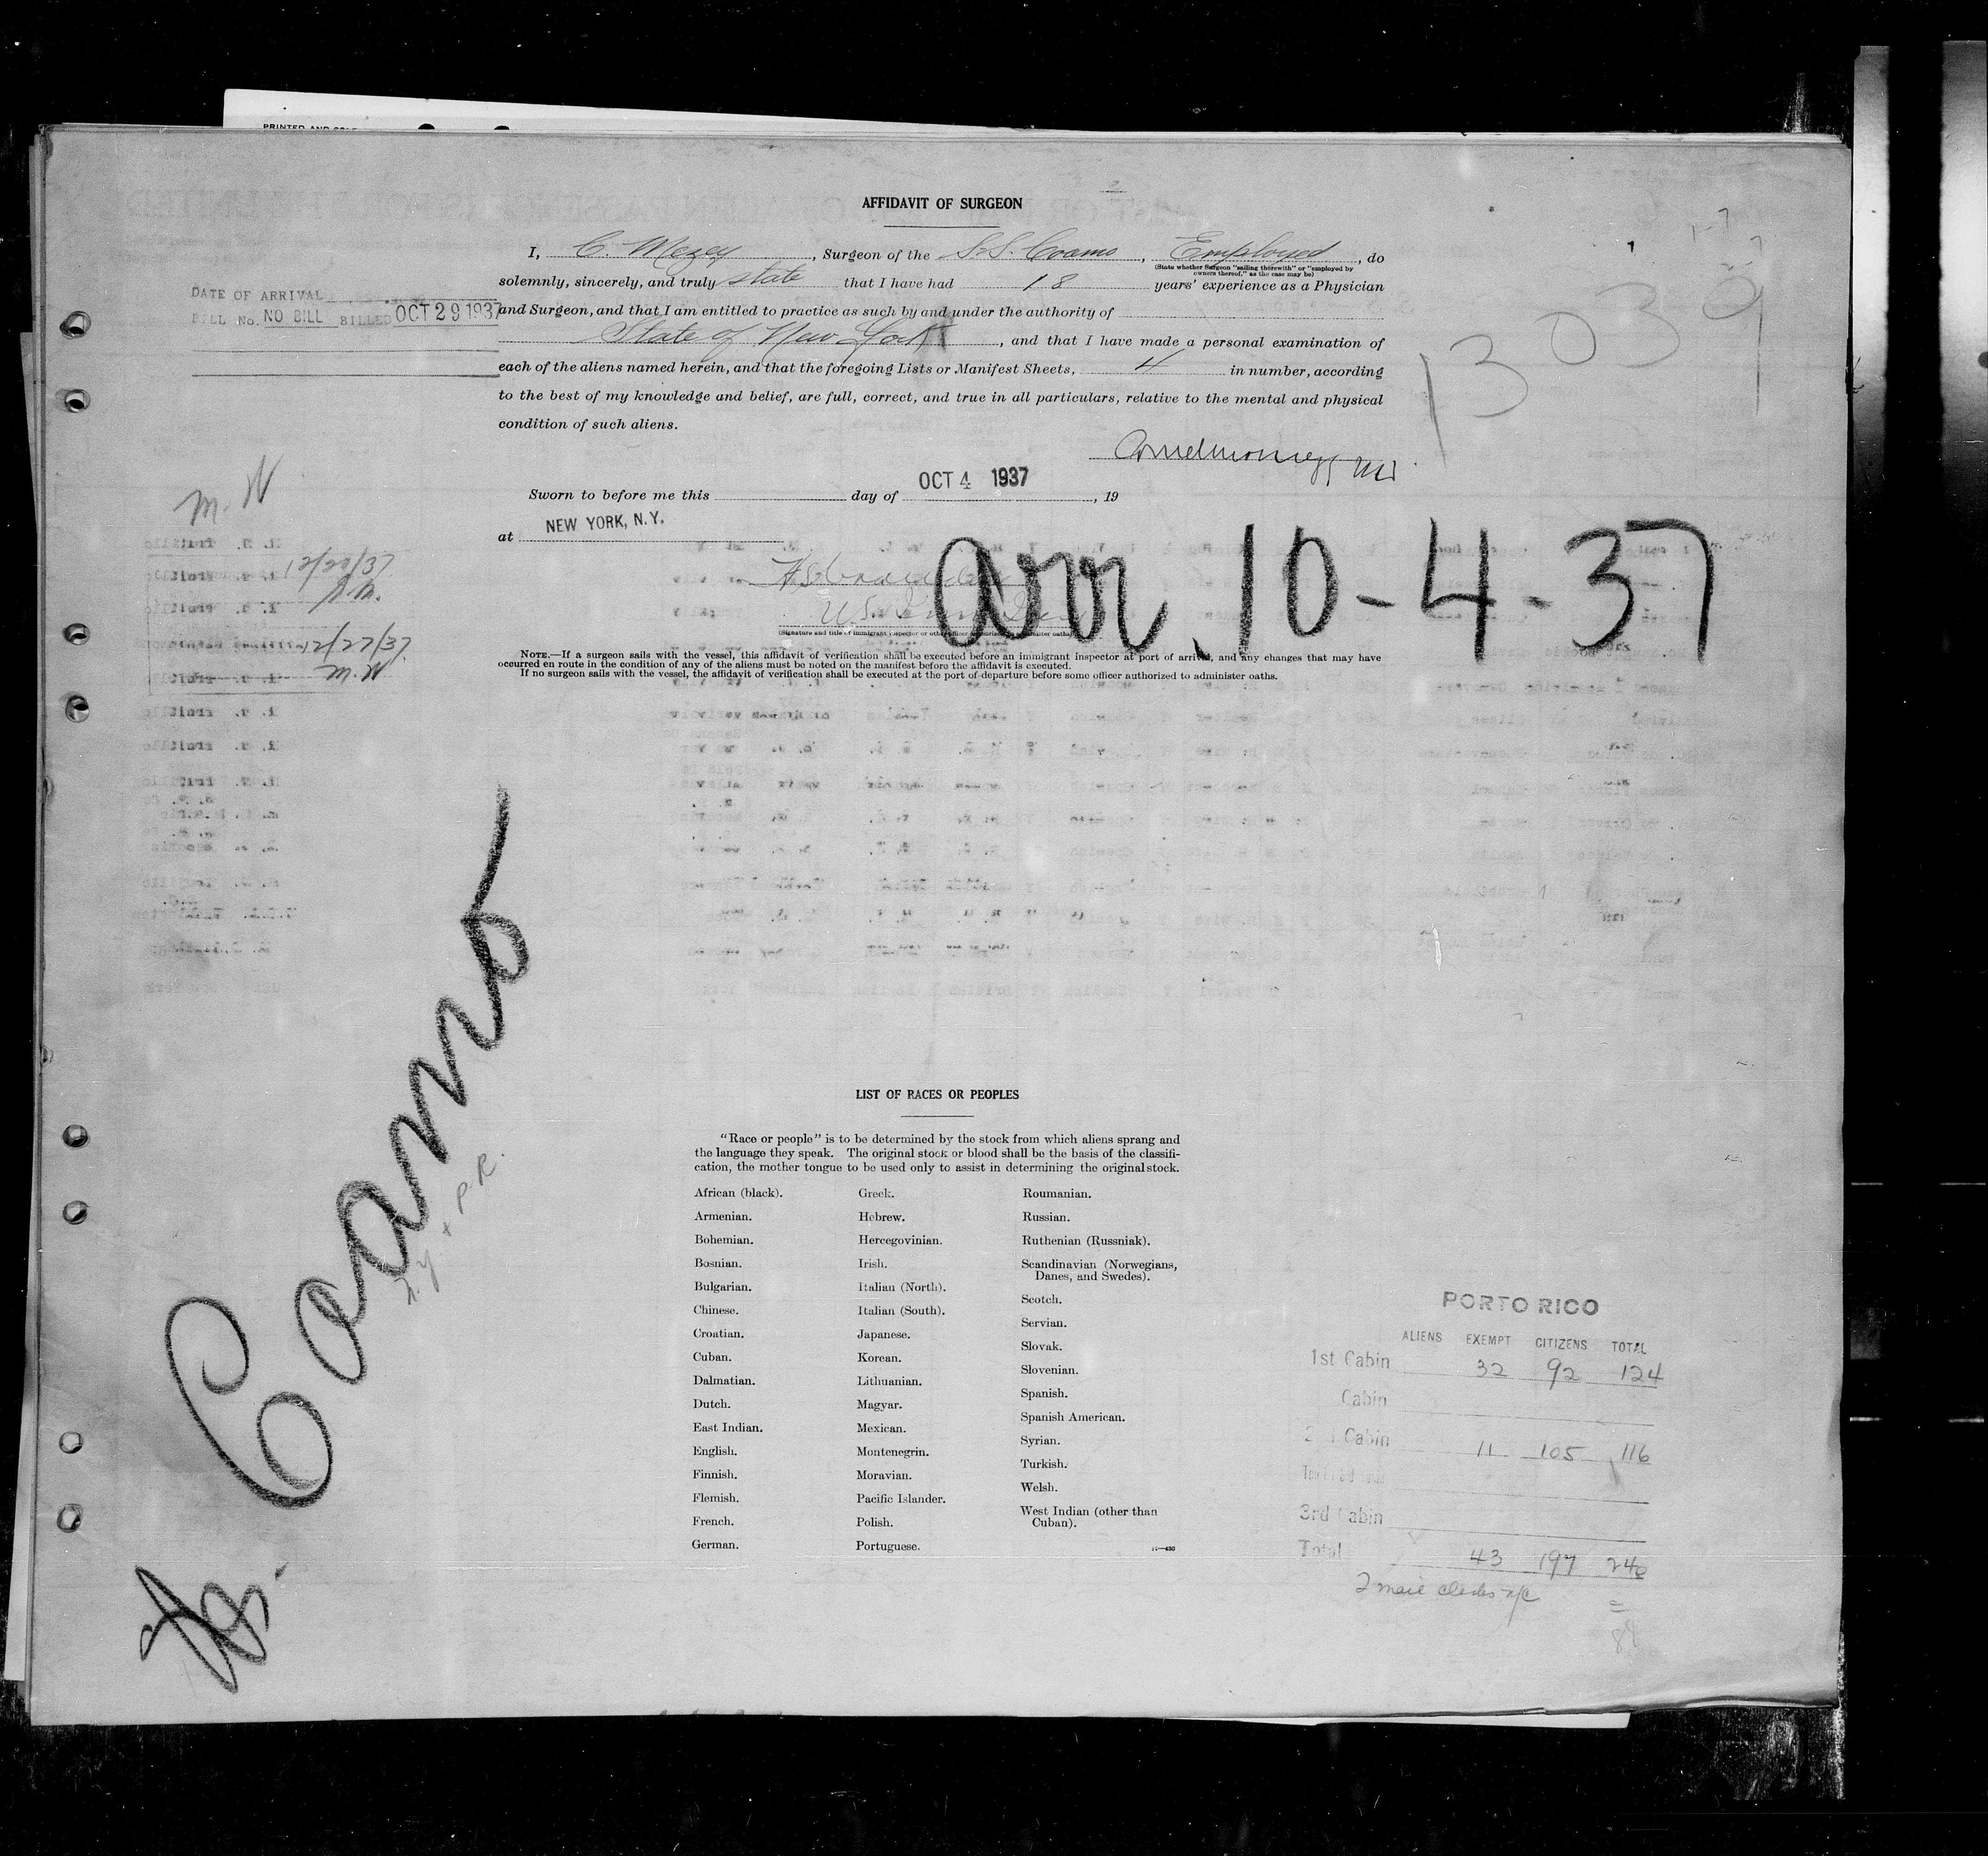 PRINTED AND
AFFIDAVIT OF SURGEON
I, C. Mezey, Surgeon of the S.S. Coamo, Employed, do
(State whether Surgeon "sailing therewith" or "employed by
owners thereof," as the case may be)
solemnly, sincerely, and truly state that I have had 18 years' experience as a Physician
and Surgeon, and that I am entitled to practice as such by and under the authority of
State of New York, and that I have made a personal examination of
each of the aliens named herein, and that the foregoing Lists or Manifest Sheets, 4 in number, according
to the best of my knowledge and belief, are full, correct, and true in all particulars, relative to the mental and physical
condition of such aliens.
Sworn to before me this day of OCT 4 1937, 19
at NEW YORK, N.Y.
(Signature and title of immigrant inspector or other officer authorized to administer oaths)
NOTE.—If a surgeon sails with the vessel, this affidavit of verification shall be executed before an immigrant inspector at port of arrival, and any changes that may have
occurred en route in the condition of any of the aliens must be noted on the manifest before the affidavit is executed.
If no surgeon sails with the vessel, the affidavit of verification shall be executed at the port of departure before some officer authorized to administer oaths.
DATE OF ARRIVAL
BILL No. NO BILL BILLED OCT 29 1937
13039
arr. 10-4-37
M. W
12/20/37
12/27/37
M. W
Coamo
N.Y + P.R.
LIST OF RACES OR PEOPLES
"Race or people" is to be determined by the stock from which aliens sprang and
the language they speak. The original stock or blood shall be the basis of the classifi-
cation, the mother tongue to be used only to assist in determining the original stock.
African (black).
Armenian.
Bohemian.
Bosnian.
Bulgarian.
Chinese.
Croatian.
Cuban.
Dalmatian.
Dutch.
East Indian.
English.
Finnish.
Flemish.
French.
German.
Greek.
Hebrew.
Hercegovinian.
Irish.
Italian (North).
Italian (South).
Japanese.
Korean.
Lithuanian.
Magyar.
Mexican.
Montenegrin.
Moravian.
Pacific Islander.
Polish.
Portuguese.
Roumanian.
Russian.
Ruthenian (Russniak).
Scandinavian (Norwegians,
Danes, and Swedes).
Scotch.
Servian.
Slovak.
Slovenian.
Spanish.
Spanish American.
Syrian.
Turkish.
Welsh.
West Indian (other than
Cuban).
PORTO RICO
ALIENS EXEMPT CITIZENS TOTAL
1st Cabin 32 92 124
Cabin
2nd Cabin 11 105 116
3rd Cabin
Total 43 197 240
2 mail clerks n/c